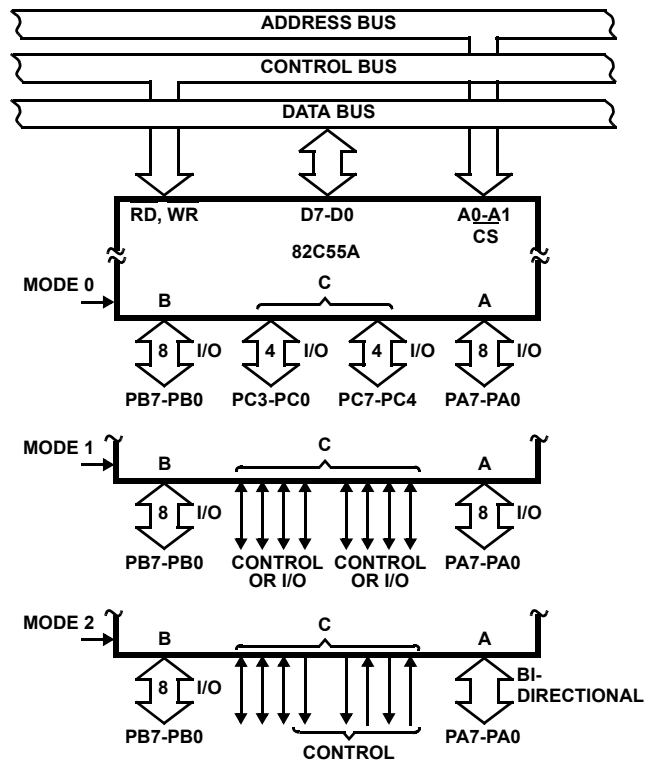 ADDRESS BUS
CONTROL BUS
DATA BUS
RD, WR D7-D0 A0-A1
CS
82C55A
MODE 0
B C A
8 I/O 4 I/O 4 I/O 8 I/O
PB7-PB0 PC3-PC0 PC7-PC4 PA7-PA0
MODE 1
B C A
8 I/O 8 I/O
PB7-PB0 CONTROL CONTROL PA7-PA0
OR I/O OR I/O
MODE 2
B C A
8 I/O BI-
DIRECTIONAL
PB7-PB0 PA7-PA0
CONTROL